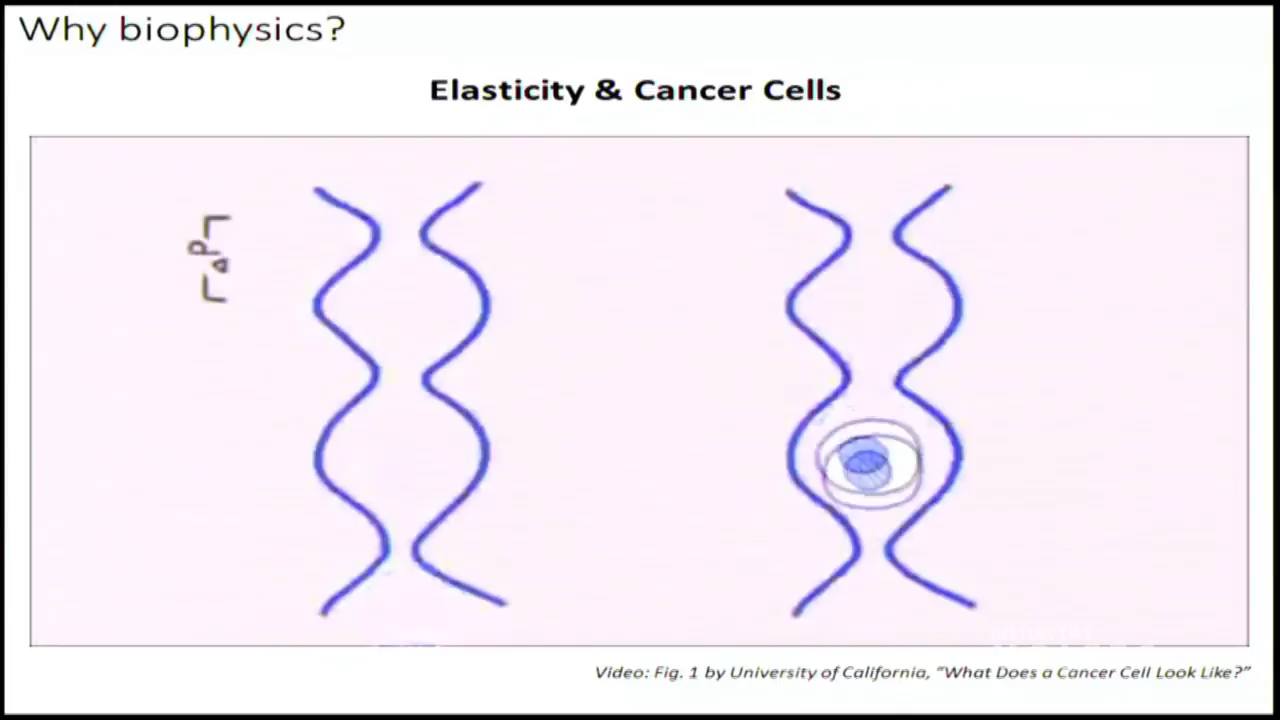 Why biophysics?
Elasticity & Cancer Cells
Video: Fig. 1 by University of California, “What Does a Cancer Cell Look Like?”